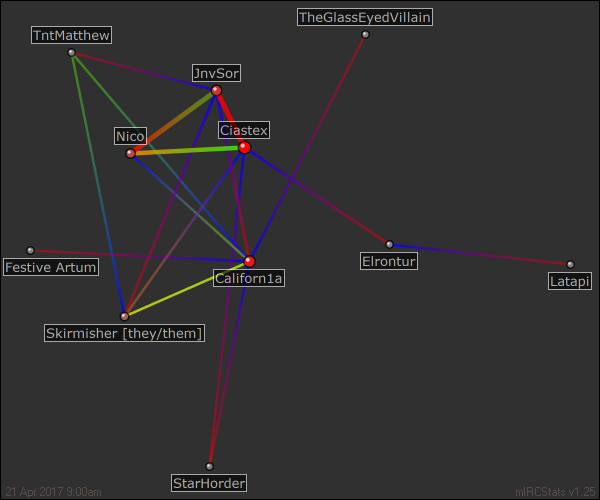 TheGlassEyedVillain
TntMatthew
JnvSor
Ciastex
Nico
Elrontur
Festive Artum
Californ1a
Latapi
Skirmisher [they/them]
StarHorder
21 Apr 2017 9:00am
mIRCStats v1.25